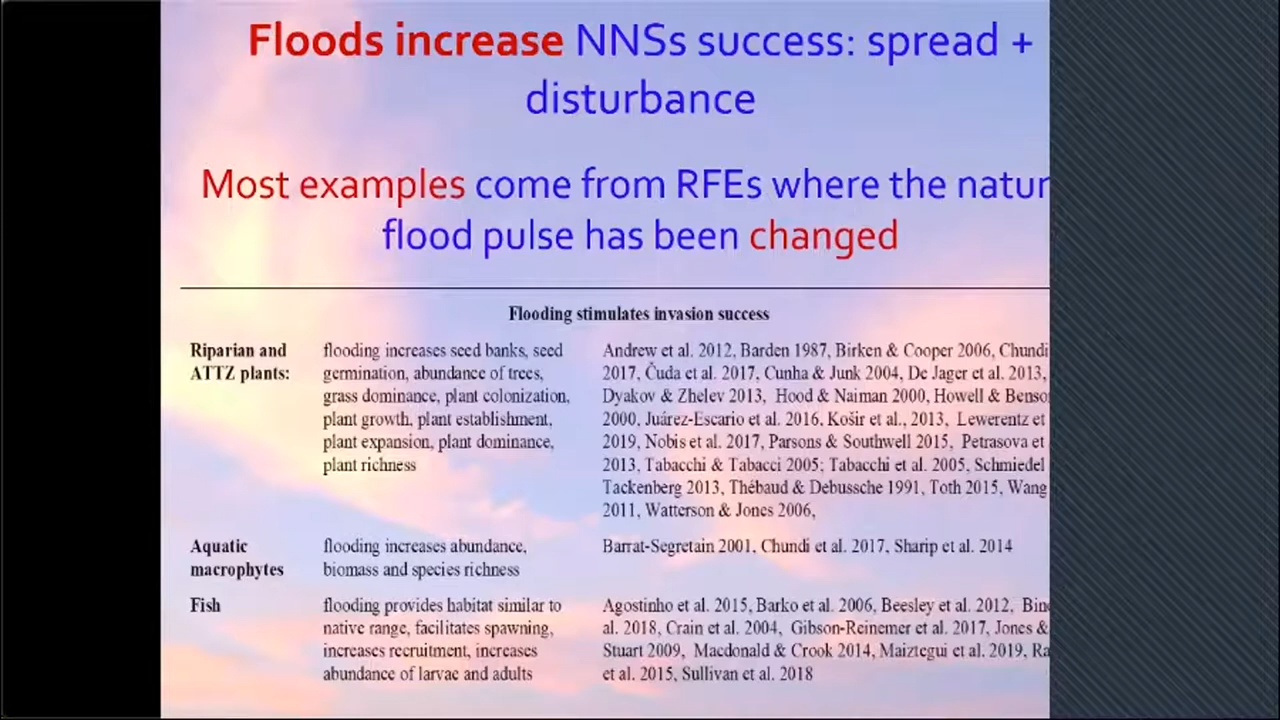 Floods increase NNSs success: spread +
disturbance
Most examples come from RFEs where the natur
flood pulse has been changed
Flooding stimulates invasion success
Riparian and
ATTZ plants:
flooding increases seed banks, seed
germination, abundance of trees,
grass dominance, plant colonization,
plant growth, plant establishment,
plant expansion, plant dominance,
plant richness
Andrew et al. 2012, Barden 1987, Birken & Cooper 2006, Chundi
2017, Čuda et al. 2017, Cunha & Junk 2004, De Jager et al. 2013,
Dyakov & Zhelev 2013, Hood & Naiman 2000, Howell & Benso
2000, Juárez-Escario et al. 2016, Košir et al., 2013, Lewerentz et
2019, Nobis et al. 2017, Parsons & Southwell 2015, Petrasova et
2013, Tabacchi & Tabacci 2005; Tabacchi et al. 2005, Schmiedel
Tackenberg 2013, Thébaud & Debussche 1991, Toth 2015, Wang
2011, Watterson & Jones 2006,
Aquatic
macrophytes
flooding increases abundance,
biomass and species richness
Barrat-Segretain 2001, Chundi et al. 2017, Sharip et al. 2014
Fish
flooding provides habitat similar to
native range, facilitates spawning,
increases recruitment, increases
abundance of larvae and adults
Agostinho et al. 2015, Barko et al. 2006, Beesley et al. 2012, Bino
al. 2018, Crain et al. 2004, Gibson-Reinemer et al. 2017, Jones &
Stuart 2009, Macdonald & Crook 2014, Maiztegui et al. 2019, Ra
et al. 2015, Sullivan et al. 2018